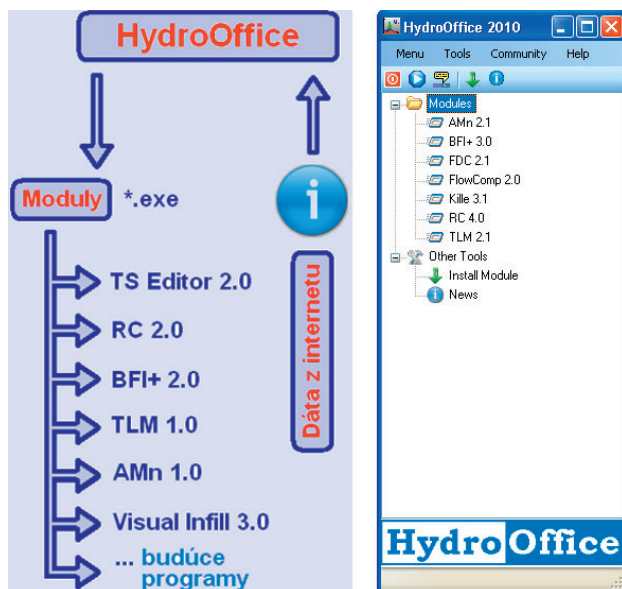 HydroOffice
Moduly
*.exe
i
TS Editor 2.0
RC 2.0
BFI+ 2.0
TLM 1.0
AMn 1.0
Visual Infill 3.0
... budúce
programy
Dáta z internetu
HydroOffice 2010
Menu Tools Community Help
Modules
AMn 2.1
BFI+ 3.0
FDC 2.1
FlowComp 2.0
Kille 3.1
RC 4.0
TLM 2.1
Other Tools
Install Module
News
HydroOffice